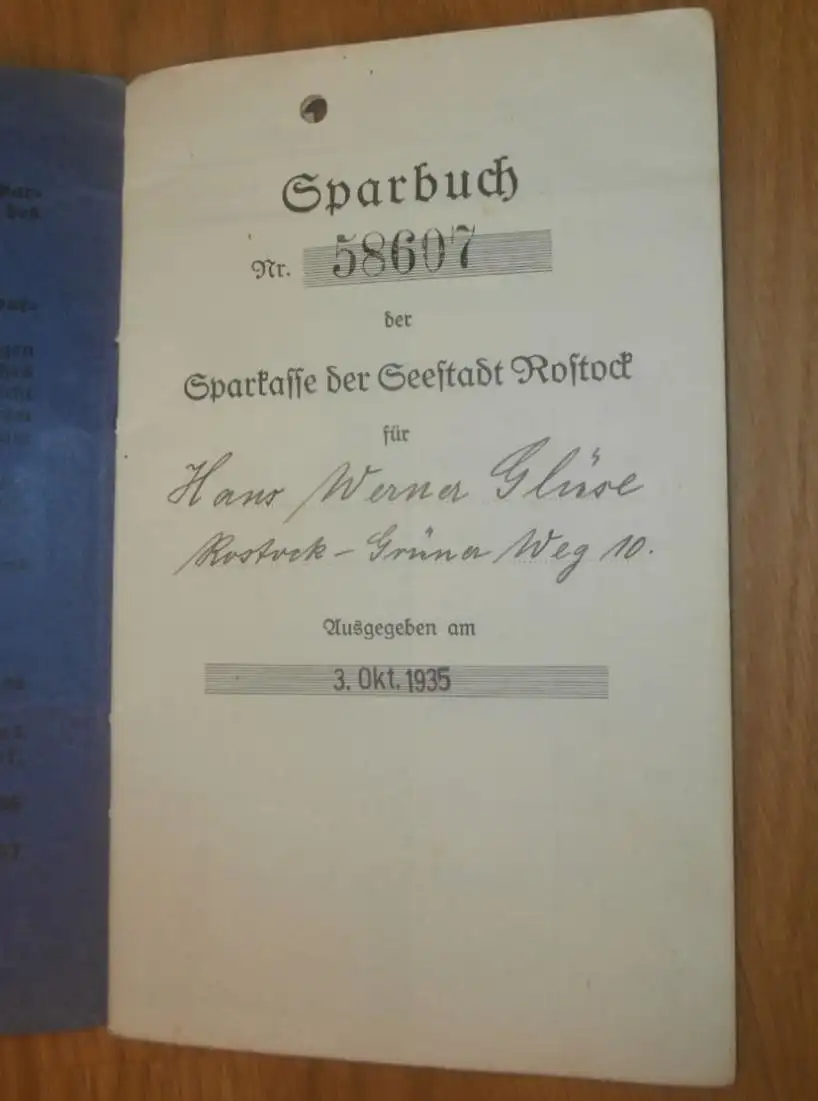 Sparbuch
Nr. 58607
der
Sparkasse der Seestadt Rostock
für
Hans Werner Glüse
Rostock – Grüner Weg 10.
Ausgegeben am
3. Okt. 1935